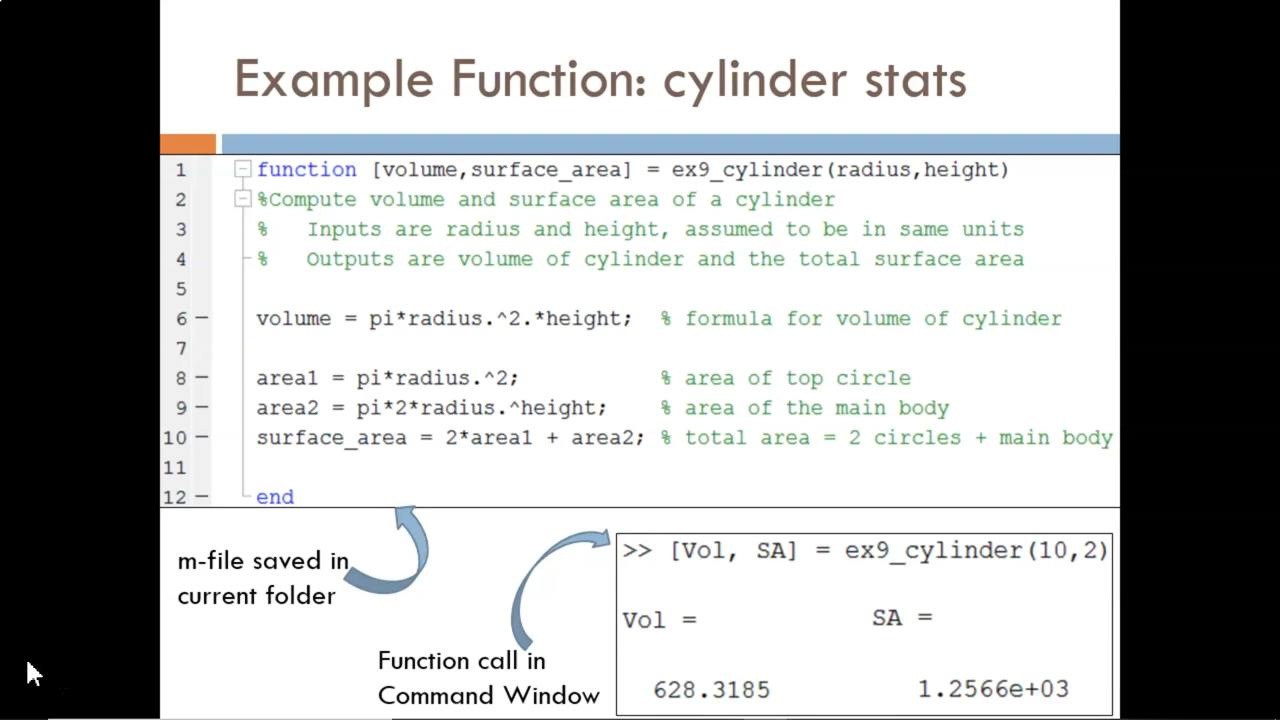 Example Function: cylinder stats
1 function [volume,surface_area] = ex9_cylinder(radius,height)
2 %Compute volume and surface area of a cylinder
3 %   Inputs are radius and height, assumed to be in same units
4 %   Outputs are volume of cylinder and the total surface area
5
6 – volume = pi*radius.^2.*height;  % formula for volume of cylinder
7
8 – area1 = pi*radius.^2;           % area of top circle
9 – area2 = pi*2*radius.^height;    % area of the main body
10 – surface_area = 2*area1 + area2; % total area = 2 circles + main body
11
12 – end
m-file saved in
current folder
Function call in
Command Window
>> [Vol, SA] = ex9_cylinder(10,2)
Vol = SA =
628.3185 1.2566e+03